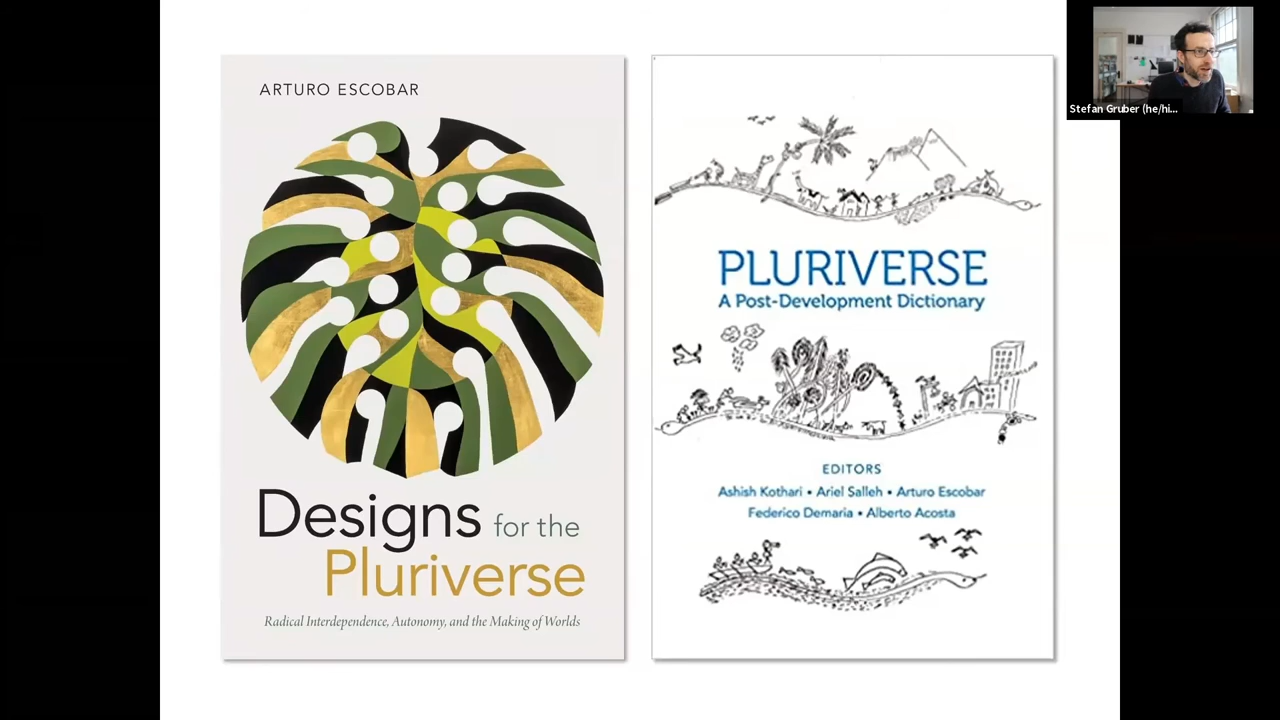 ARTURO ESCOBAR
Designs for the
Pluriverse
Radical Interdependence, Autonomy, and the Making of Worlds
PLURIVERSE
A Post-Development Dictionary
EDITORS
Ashish Kothari • Ariel Salleh • Arturo Escobar
Federico Demaria • Alberto Acosta
Stefan Gruber (he/hi...